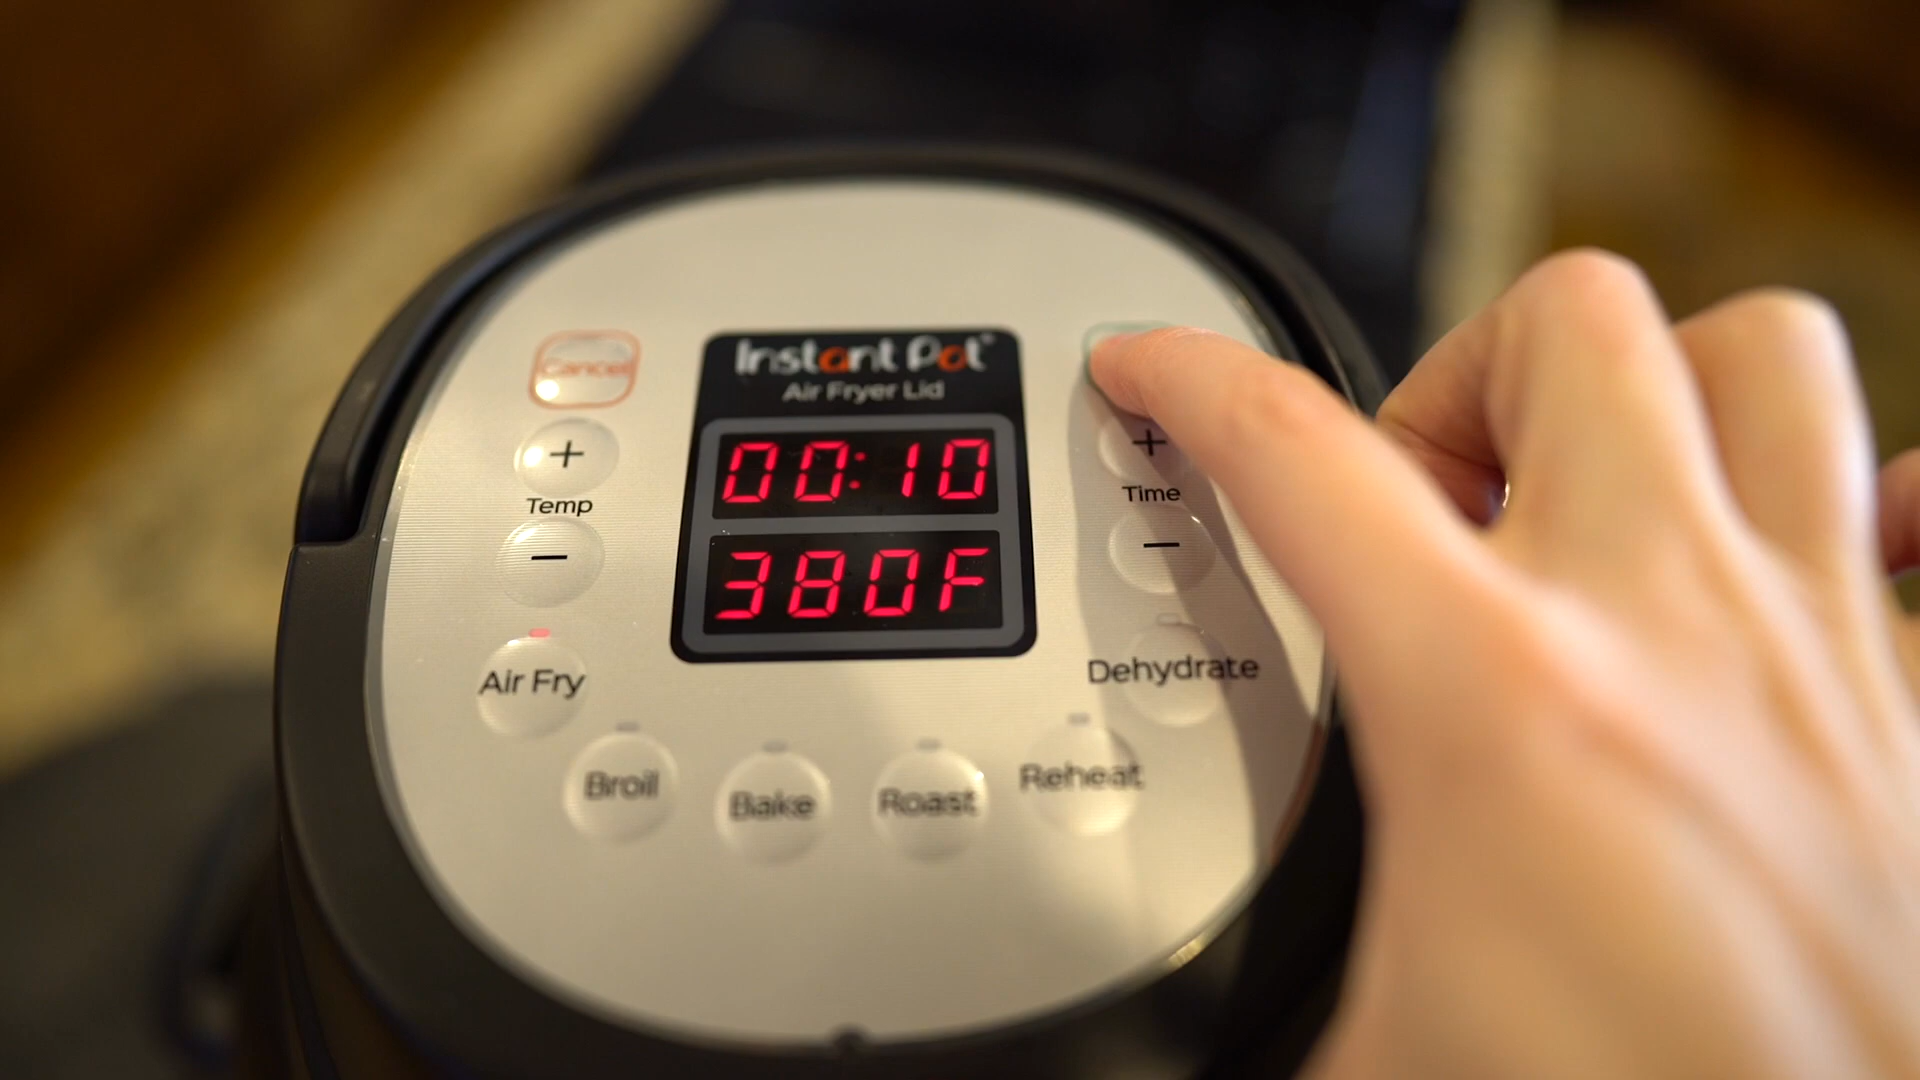 Instant Pot
Air Fryer Lid
Cancel
00:10
380F
+
Temp
−
+
Time
−
Air Fry
Broil
Bake
Roast
Reheat
Dehydrate